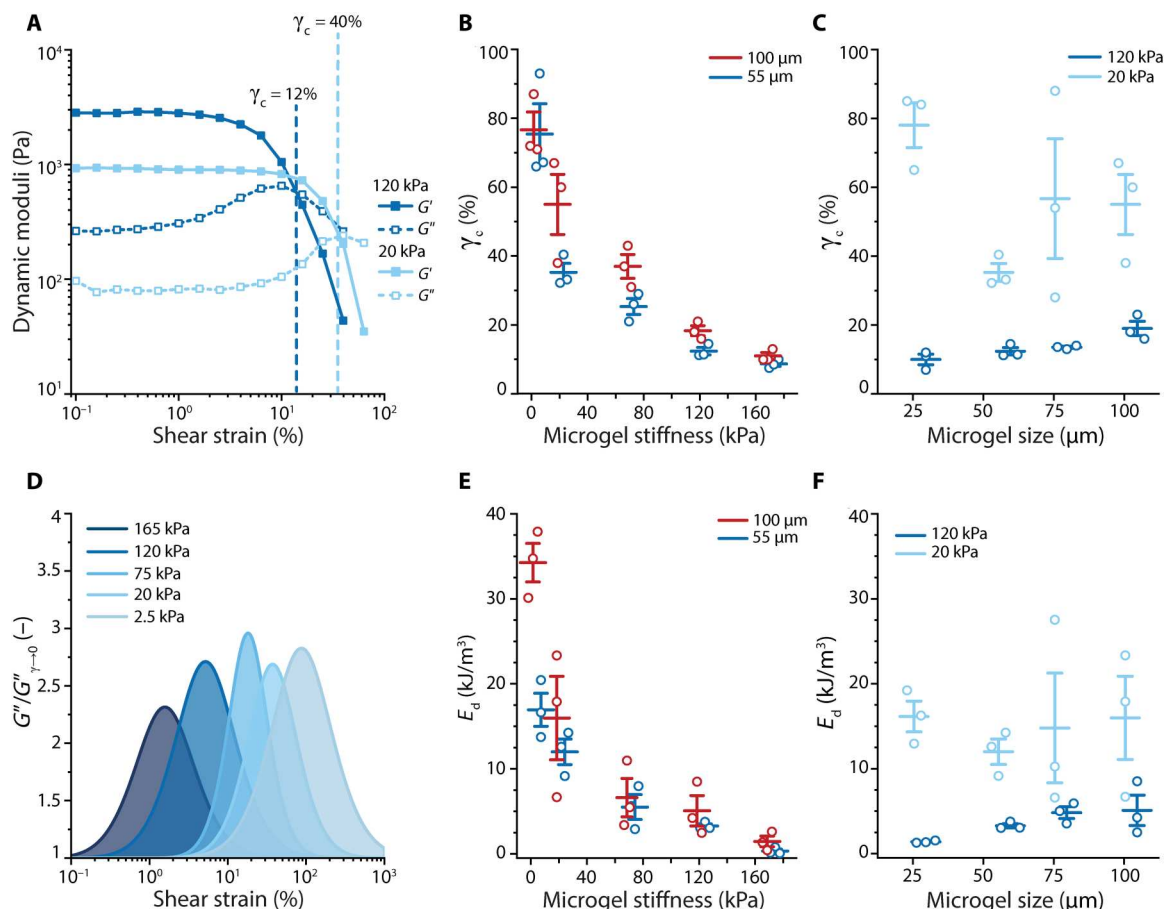 A
γc = 40%
γc = 12%
10⁴
10³
10²
10¹
Dynamic moduli (Pa)
10⁻¹
10⁰
10¹
10²
Shear strain (%)
120 kPa
G'
G"
20 kPa
G'
G"
B
100 μm
55 μm
100
80
60
40
20
0
γc (%)
0
40
80
120
160
Microgel stiffness (kPa)
C
120 kPa
20 kPa
100
80
60
40
20
0
γc (%)
25
50
75
100
Microgel size (μm)
D
165 kPa
120 kPa
75 kPa
20 kPa
2.5 kPa
4
3.5
3
2.5
2
1.5
1
G"/G"γ→0 (−)
10⁻¹
10⁰
10¹
10²
10³
Shear strain (%)
E
100 μm
55 μm
40
30
20
10
0
Ed (kJ/m³)
0
40
80
120
160
Microgel stiffness (kPa)
F
120 kPa
20 kPa
40
30
20
10
0
Ed (kJ/m³)
25
50
75
100
Microgel size (μm)